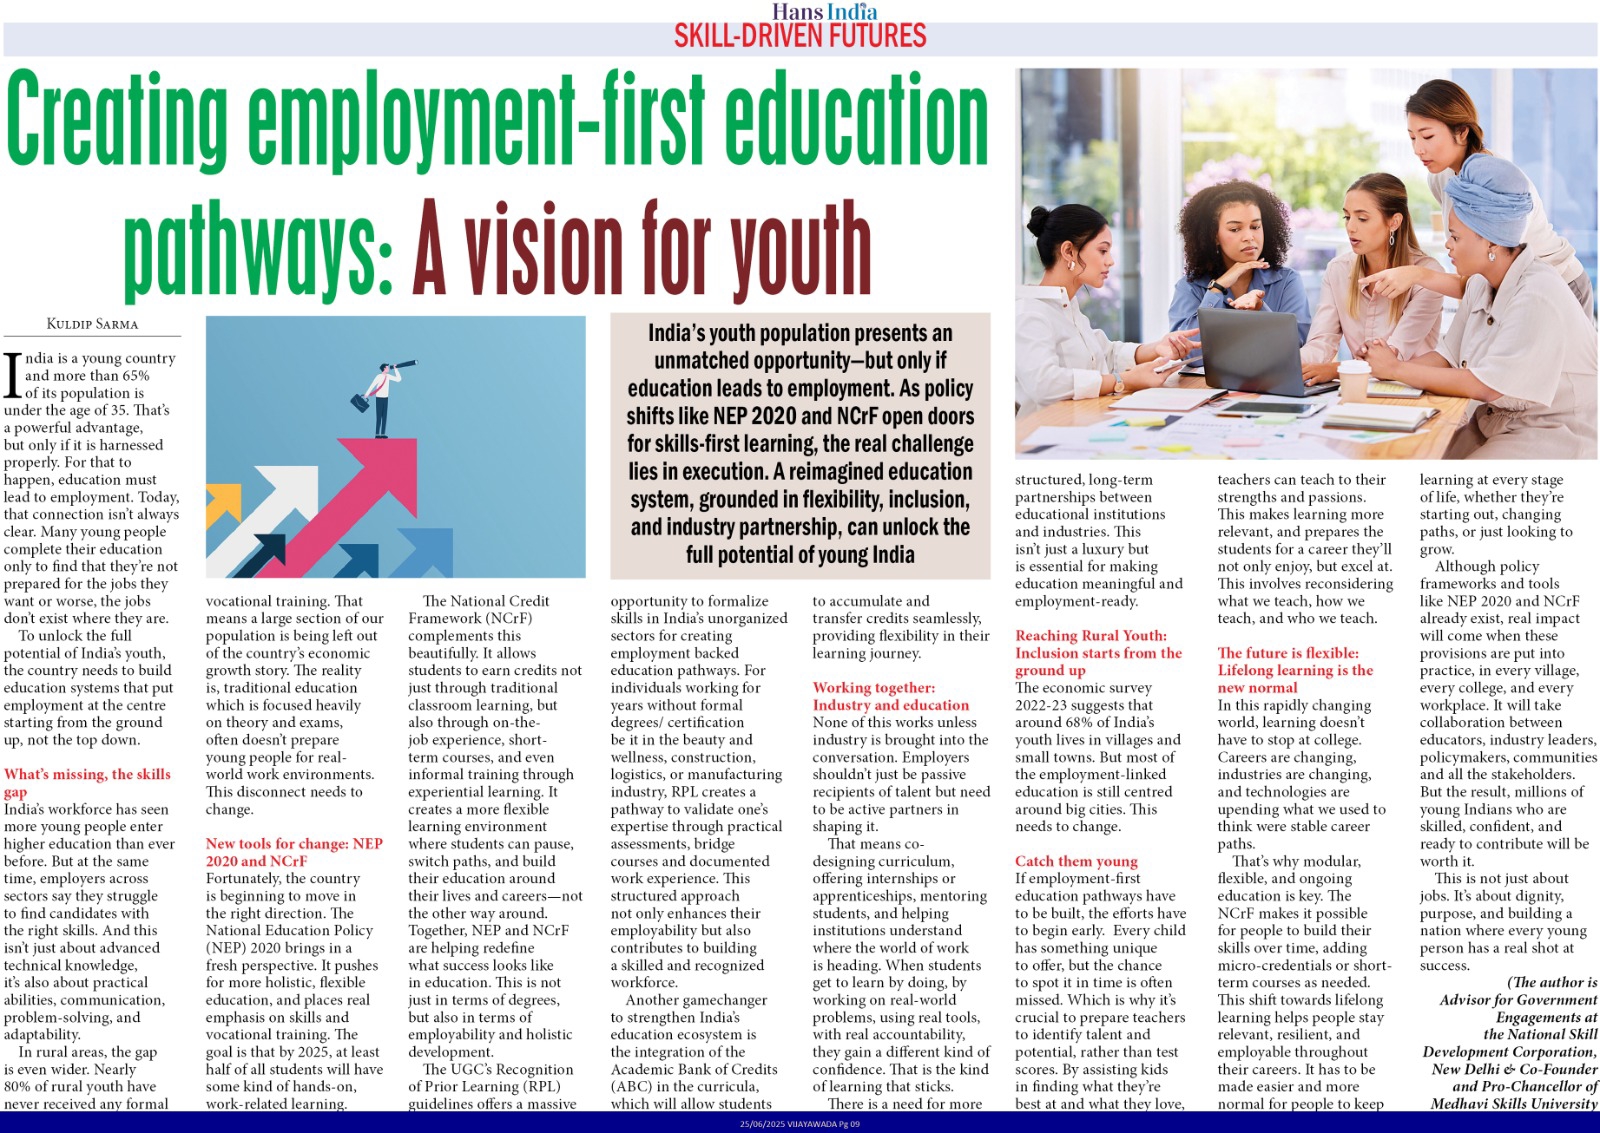 Hans India
SKILL-DRIVEN FUTURES
Creating employment-first education
pathways: A vision for youth
KULDIP SARMA
India is a young country
and more than 65%
of its population is
under the age of 35. That's
a powerful advantage,
but only if it is harnessed
properly. For that to
happen, education must
lead to employment. Today,
that connection isn't always
clear. Many young people
complete their education
only to find that they're not
prepared for the jobs they
want or worse, the jobs
don't exist where they are.
To unlock the full
potential of India's youth,
the country needs to build
education systems that put
employment at the centre
starting from the ground
up, not the top down.
What's missing, the skills
gap
India's workforce has seen
more young people enter
higher education than ever
before. But at the same
time, employers across
sectors say they struggle
to find candidates with
the right skills. And this
isn't just about advanced
technical knowledge,
it's also about practical
abilities, communication,
problem-solving, and
adaptability.
In rural areas, the gap
is even wider. Nearly
80% of rural youth have
never received any formal
vocational training. That
means a large section of our
population is being left out
of the country's economic
growth story. The reality
is, traditional education
which is focused heavily
on theory and exams,
often doesn't prepare
young people for real-
world work environments.
This disconnect needs to
change.
New tools for change: NEP
2020 and NCrF
Fortunately, the country
is beginning to move in
the right direction. The
National Education Policy
(NEP) 2020 brings in a
fresh perspective. It pushes
for more holistic, flexible
education, and places real
emphasis on skills and
vocational training. The
goal is that by 2025, at least
half of all students will have
some kind of hands-on,
work-related learning.
The National Credit
Framework (NCrF)
complements this
beautifully. It allows
students to earn credits not
just through traditional
classroom learning, but
also through on-the-
job experience, short-
term courses, and even
informal training through
experiential learning. It
creates a more flexible
learning environment
where students can pause,
switch paths, and build
their education around
their lives and careers—not
the other way around.
Together, NEP and NCrF
are helping redefine
what success looks like
in education. This is not
just in terms of degrees,
but also in terms of
employability and holistic
development.
The UGC's Recognition
of Prior Learning (RPL)
guidelines offers a massive
India's youth population presents an
unmatched opportunity—but only if
education leads to employment. As policy
shifts like NEP 2020 and NCrF open doors
for skills-first learning, the real challenge
lies in execution. A reimagined education
system, grounded in flexibility, inclusion,
and industry partnership, can unlock the
full potential of young India
opportunity to formalize
skills in India's unorganized
sectors for creating
employment backed
education pathways. For
individuals working for
years without formal
degrees/ certification
be it in the beauty and
wellness, construction,
logistics, or manufacturing
industry, RPL creates a
pathway to validate one's
expertise through practical
assessments, bridge
courses and documented
work experience. This
structured approach
not only enhances their
employability but also
contributes to building
a skilled and recognized
workforce.
Another gamechanger
to strengthen India's
education ecosystem is
the integration of the
Academic Bank of Credits
(ABC) in the curricula,
which will allow students
to accumulate and
transfer credits seamlessly,
providing flexibility in their
learning journey.
Working together:
Industry and education
None of this works unless
industry is brought into the
conversation. Employers
shouldn't just be passive
recipients of talent but need
to be active partners in
shaping it.
That means co-
designing curriculum,
offering internships or
apprenticeships, mentoring
students, and helping
institutions understand
where the world of work
is heading. When students
get to learn by doing, by
working on real-world
problems, using real tools,
with real accountability,
they gain a different kind of
confidence. That is the kind
of learning that sticks.
There is a need for more
structured, long-term
partnerships between
educational institutions
and industries. This
isn't just a luxury but
is essential for making
education meaningful and
employment-ready.
Reaching Rural Youth:
Inclusion starts from the
ground up
The economic survey
2022-23 suggests that
around 68% of India's
youth lives in villages and
small towns. But most of
the employment-linked
education is still centred
around big cities. This
needs to change.
Catch them young
If employment-first
education pathways have
to be built, the efforts have
to begin early. Every child
has something unique
to offer, but the chance
to spot it in time is often
missed. Which is why it's
crucial to prepare teachers
to identify talent and
potential, rather than test
scores. By assisting kids
in finding what they're
best at and what they love,
teachers can teach to their
strengths and passions.
This makes learning more
relevant, and prepares the
students for a career they'll
not only enjoy, but excel at.
This involves reconsidering
what we teach, how we
teach, and who we teach.
The future is flexible:
Lifelong learning is the
new normal
In this rapidly changing
world, learning doesn't
have to stop at college.
Careers are changing,
industries are changing,
and technologies are
upending what we used to
think were stable career
paths.
That's why modular,
flexible, and ongoing
education is key. The
NCrF makes it possible
for people to build their
skills over time, adding
micro-credentials or short-
term courses as needed.
This shift towards lifelong
learning helps people stay
relevant, resilient, and
employable throughout
their careers. It has to be
made easier and more
normal for people to keep
learning at every stage
of life, whether they're
starting out, changing
paths, or just looking to
grow.
Although policy
frameworks and tools
like NEP 2020 and NCrF
already exist, real impact
will come when these
provisions are put into
practice, in every village,
every college, and every
workplace. It will take
collaboration between
educators, industry leaders,
policymakers, communities
and all the stakeholders.
But the result, millions of
young Indians who are
skilled, confident, and
ready to contribute will be
worth it.
This is not just about
jobs. It's about dignity,
purpose, and building a
nation where every young
person has a real shot at
success.
(The author is
Advisor for Government
Engagements at
the National Skill
Development Corporation,
New Delhi & Co-Founder
and Pro-Chancellor of
Medhavi Skills University
25/06/2025 VIJAYAWADA Pg 09